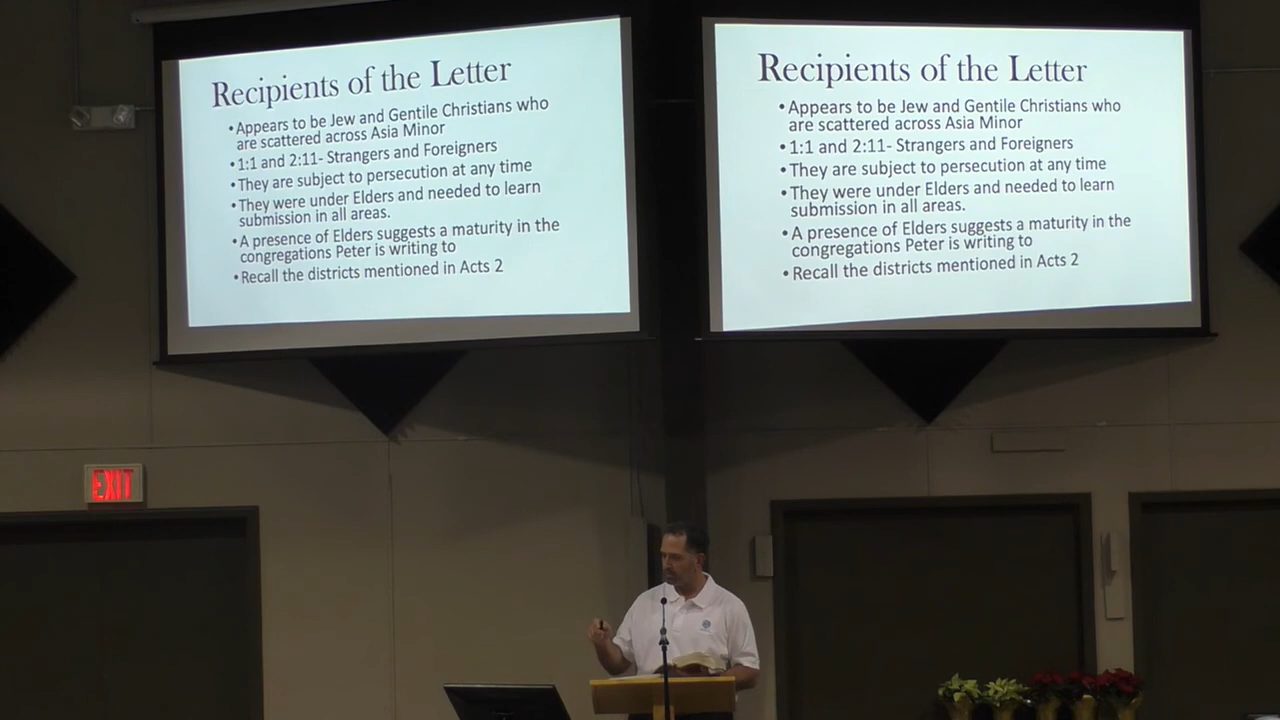 Recipients of the Letter
•Appears to be Jew and Gentile Christians who
are scattered across Asia Minor
•1:1 and 2:11- Strangers and Foreigners
•They are subject to persecution at any time
•They were under Elders and needed to learn
submission in all areas.
•A presence of Elders suggests a maturity in the
congregations Peter is writing to
•Recall the districts mentioned in Acts 2
Recipients of the Letter
•Appears to be Jew and Gentile Christians who
are scattered across Asia Minor
•1:1 and 2:11- Strangers and Foreigners
•They are subject to persecution at any time
•They were under Elders and needed to learn
submission in all areas.
•A presence of Elders suggests a maturity in the
congregations Peter is writing to
•Recall the districts mentioned in Acts 2
EXIT